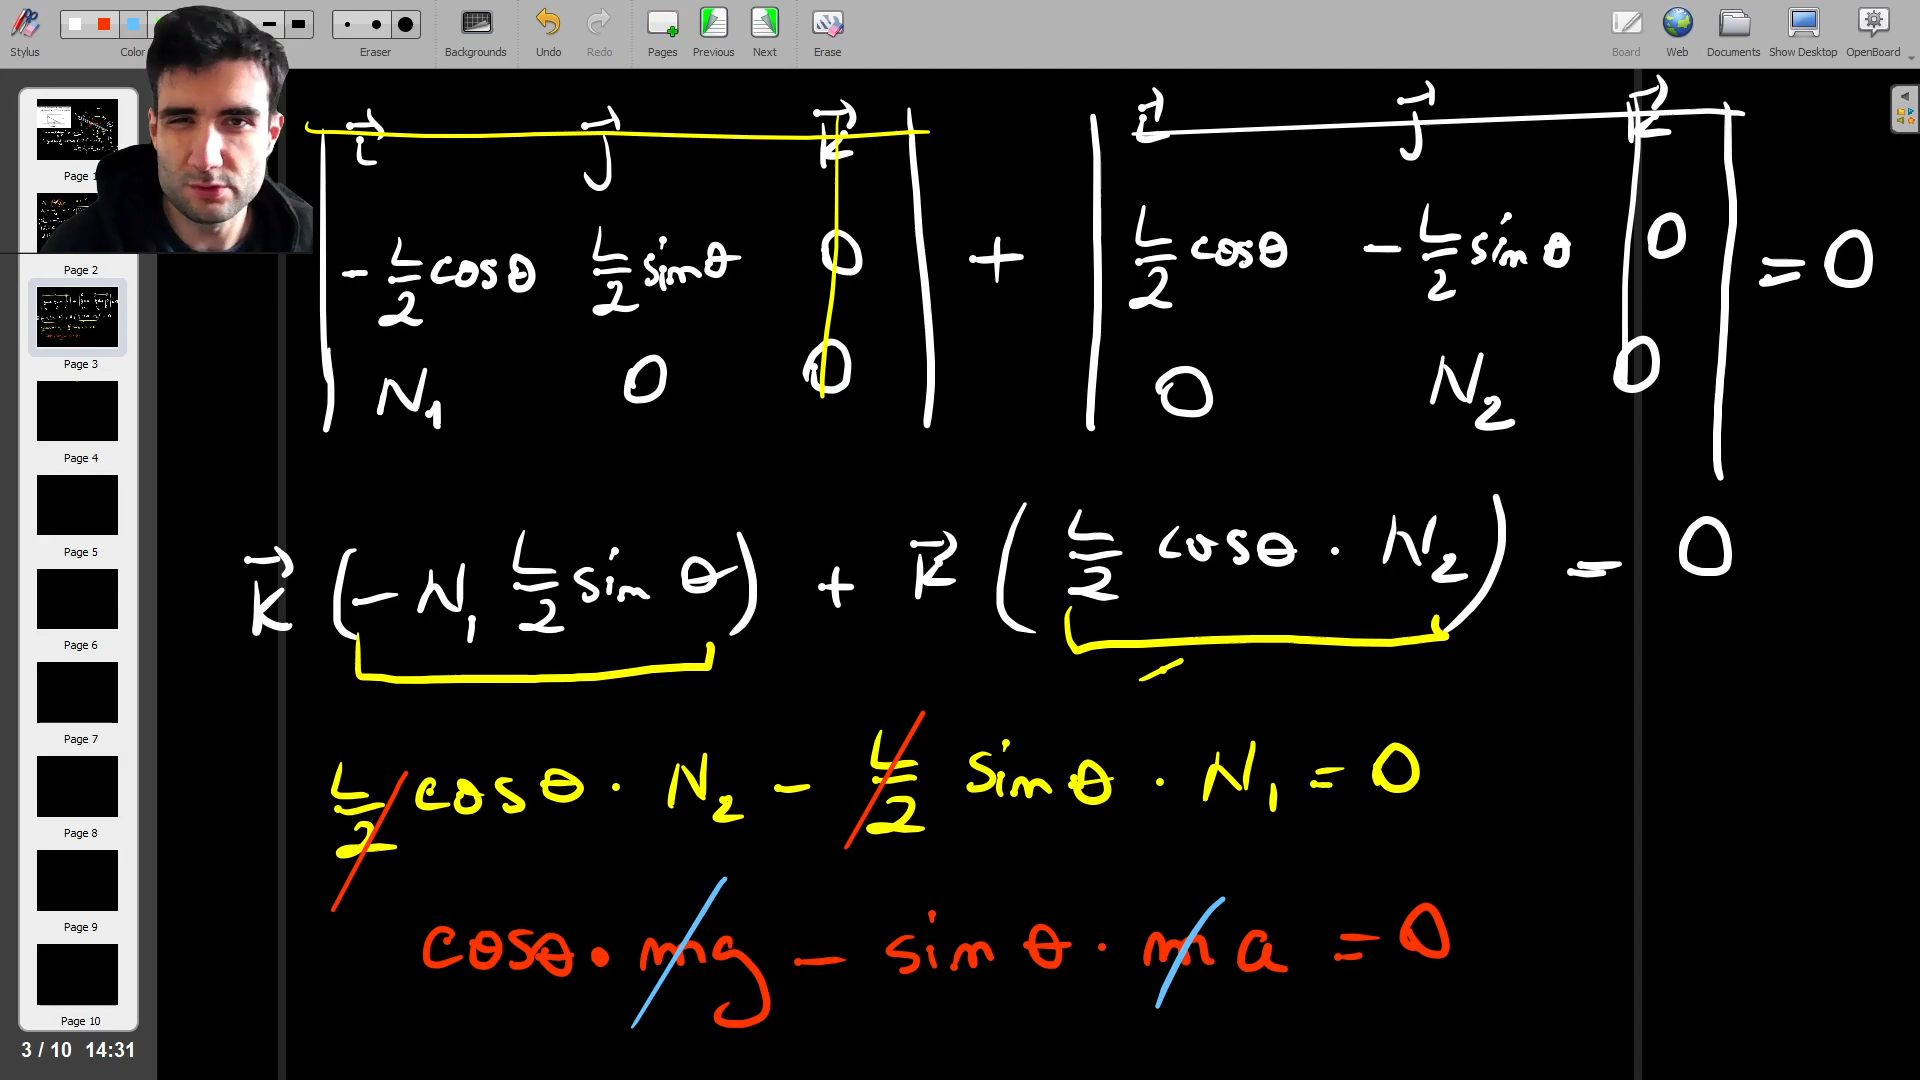 Stylus Color Eraser Backgrounds Undo Redo Pages Previous Next Erase Board Web Documents Show Desktop OpenBoard
Page 1
Page 2
Page 3
Page 4
Page 5
Page 6
Page 7
Page 8
Page 9
Page 10
3 / 10 14:31
i⃗ j⃗ k⃗ i⃗ j⃗ k⃗
| -L/2 cosθ L/2 sinθ 0 | + | L/2 cosθ -L/2 sinθ 0 | = 0
N₁ 0 0 0 N₂ 0
k⃗ (-N₁ L/2 sin θ) + k⃗ (L/2 cosθ · N₂) = 0
L/2 cosθ · N₂ - L/2 sinθ · N₁ = 0
cosθ · mg - sin θ · ma = 0